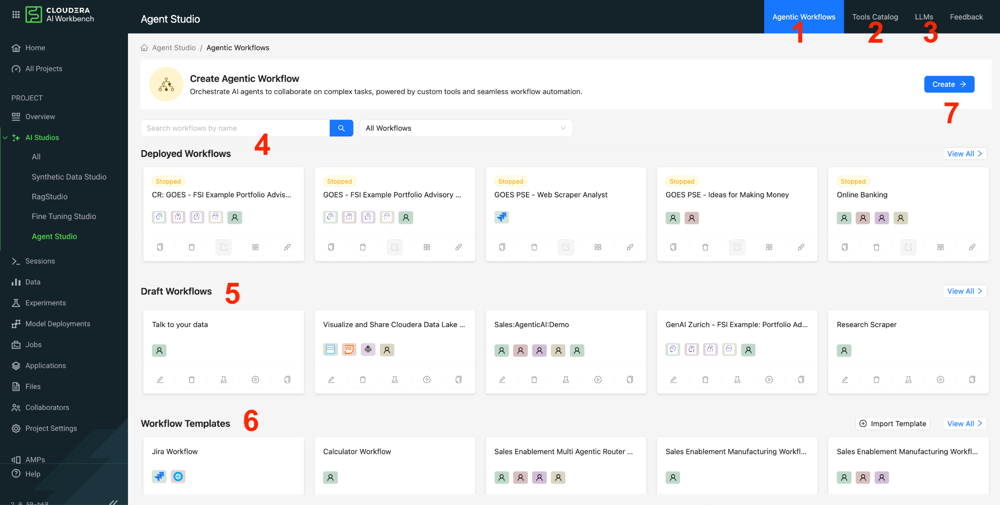 CLOUDERA
AI Workbench
Agent Studio
Agentic Workflows
Tools Catalog
LLMs
Feedback
1
2
3
Home
All Projects
PROJECT
Overview
AI Studios
All
Synthetic Data Studio
RagStudio
Fine Tuning Studio
Agent Studio
Sessions
Data
Experiments
Model Deployments
Jobs
Applications
Files
Collaborators
Project Settings
AMPs
Help
2.0.50-b68
Agent Studio / Agentic Workflows
Create Agentic Workflow
Orchestrate AI agents to collaborate on complex tasks, powered by custom tools and seamless workflow automation.
Create
7
Search workflows by name
All Workflows
4
Deployed Workflows
View All
Stopped
CR: GOES - FSI Example Portfolio Advis...
Stopped
GOES - FSI Example Portfolio Advisory ...
Stopped
GOES PSE - Web Scraper Analyst
Stopped
GOES PSE - Ideas for Making Money
Stopped
Online Banking
Draft Workflows
5
View All
Talk to your data
Visualize and Share Cloudera Data Lake ...
VIZ
Sales:AgenticAI:Demo
GenAI Zurich - FSI Example: Portfolio Ad...
Research Scraper
Workflow Templates
6
Import Template
View All
Jira Workflow
Calculator Workflow
Sales Enablement Multi Agentic Router ...
Sales Enablement Manufacturing Workfl...
Sales Enablement Manufacturing Workfl...